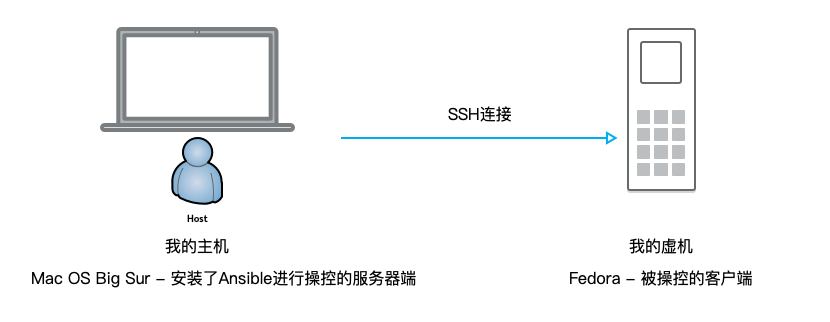 SSH连接
Host
我的主机
我的虚机
Mac OS Big Sur – 安装了Ansible进行操控的服务器端
Fedora – 被操控的客户端